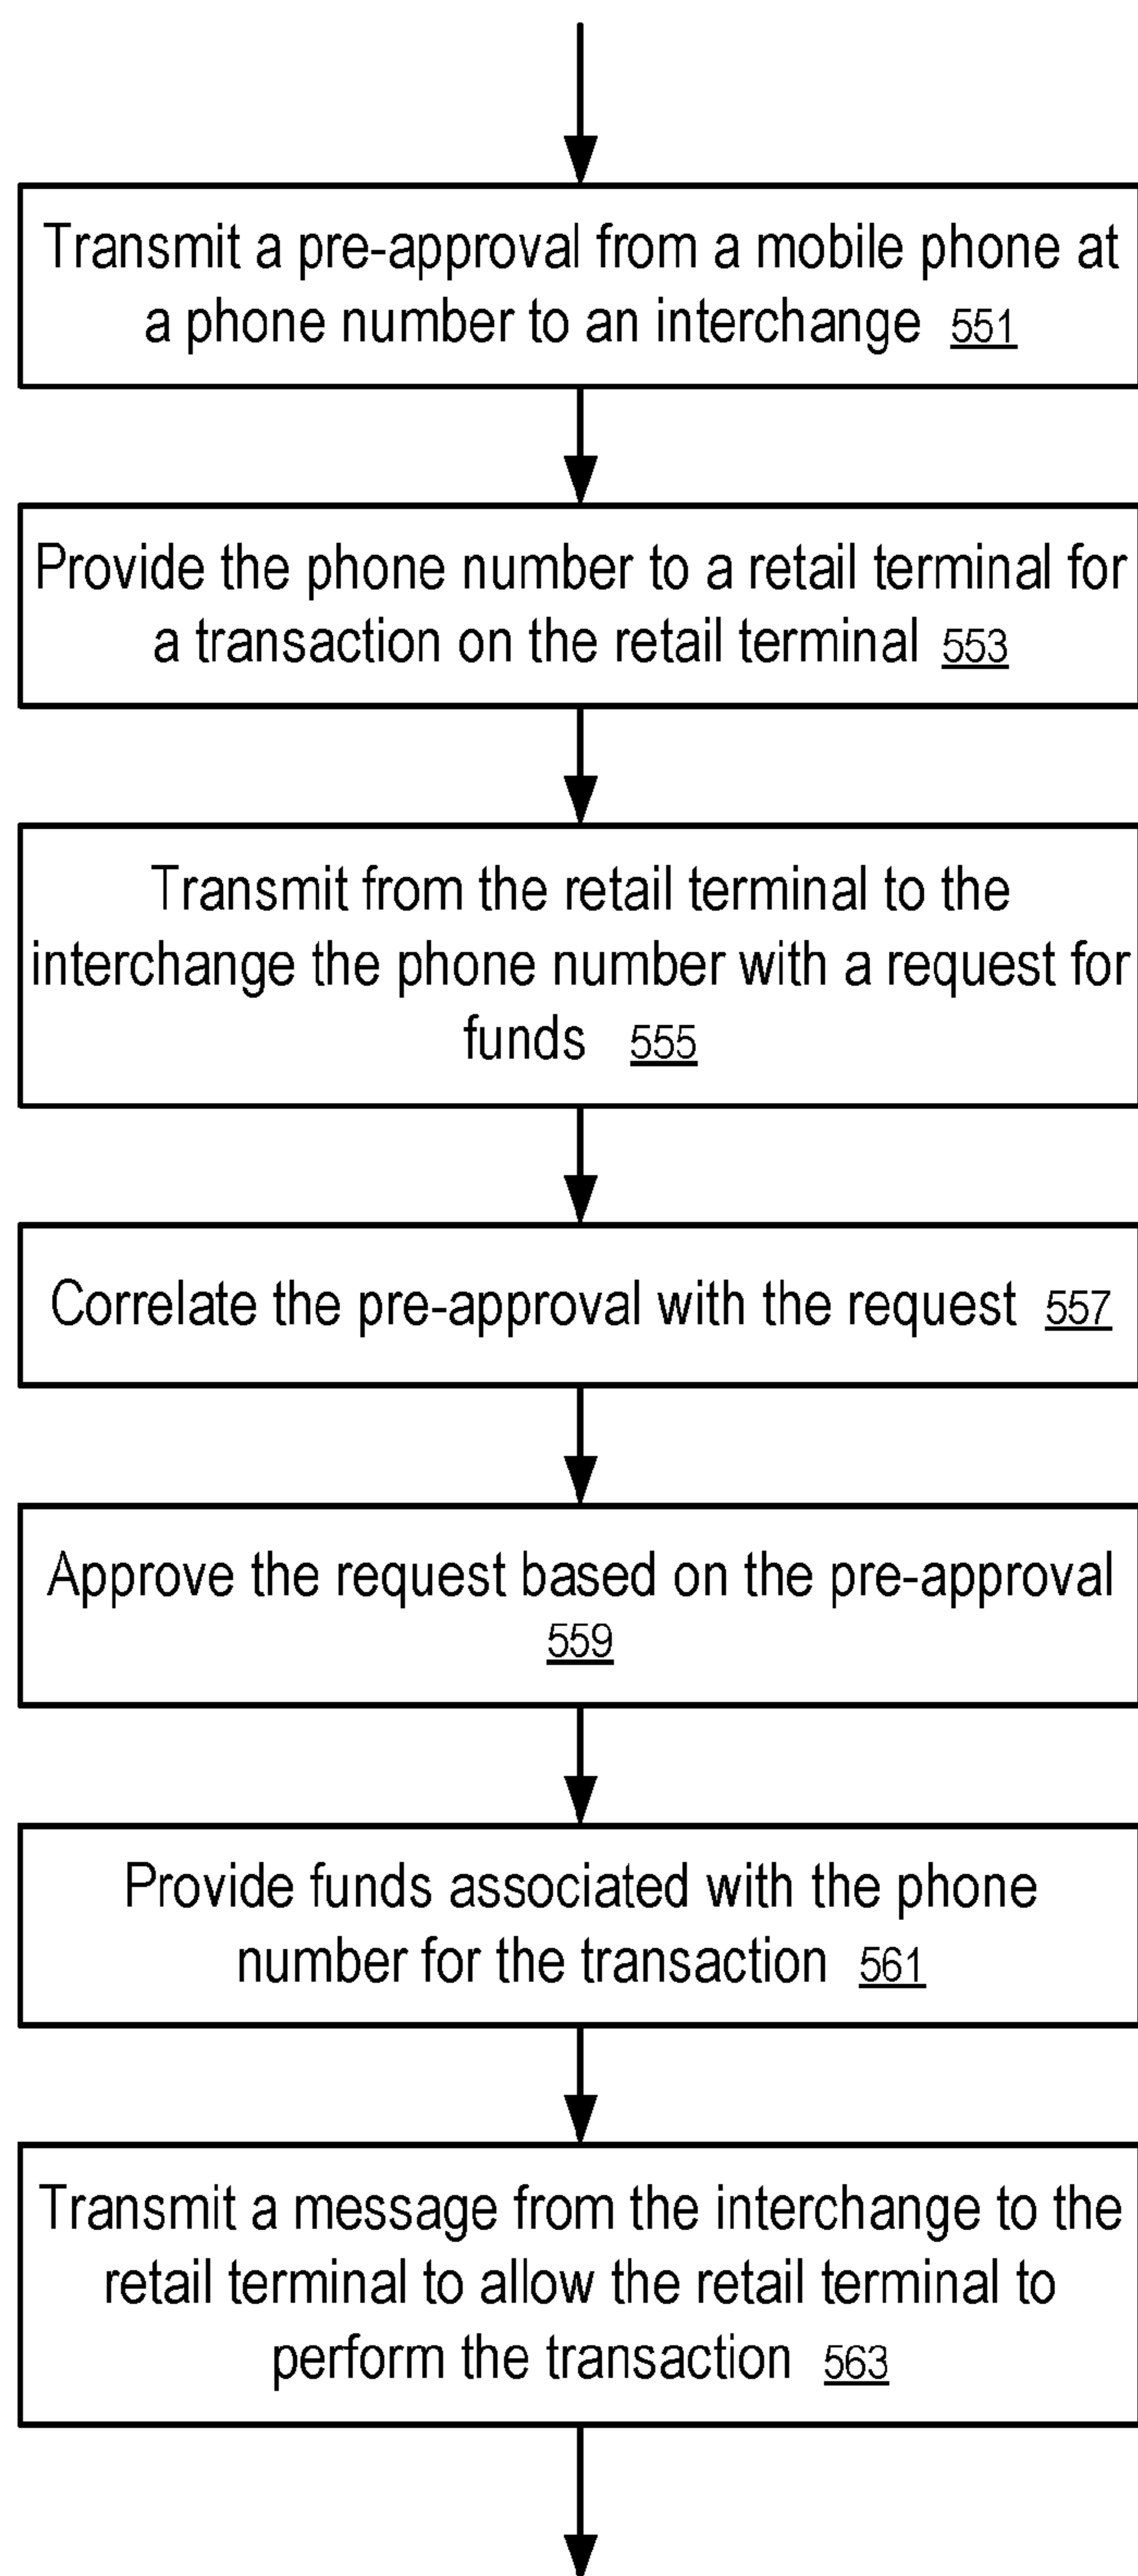 Transmit a pre-approval from a mobile phone at
a phone number to an interchange 551
Provide the phone number to a retail terminal for
a transaction on the retail terminal 553
Transmit from the retail terminal to the
interchange the phone number with a request for
funds 555
Correlate the pre-approval with the request 557
Approve the request based on the pre-approval
559
Provide funds associated with the phone
number for the transaction 561
Transmit a message from the interchange to the
retail terminal to allow the retail terminal to
perform the transaction 563